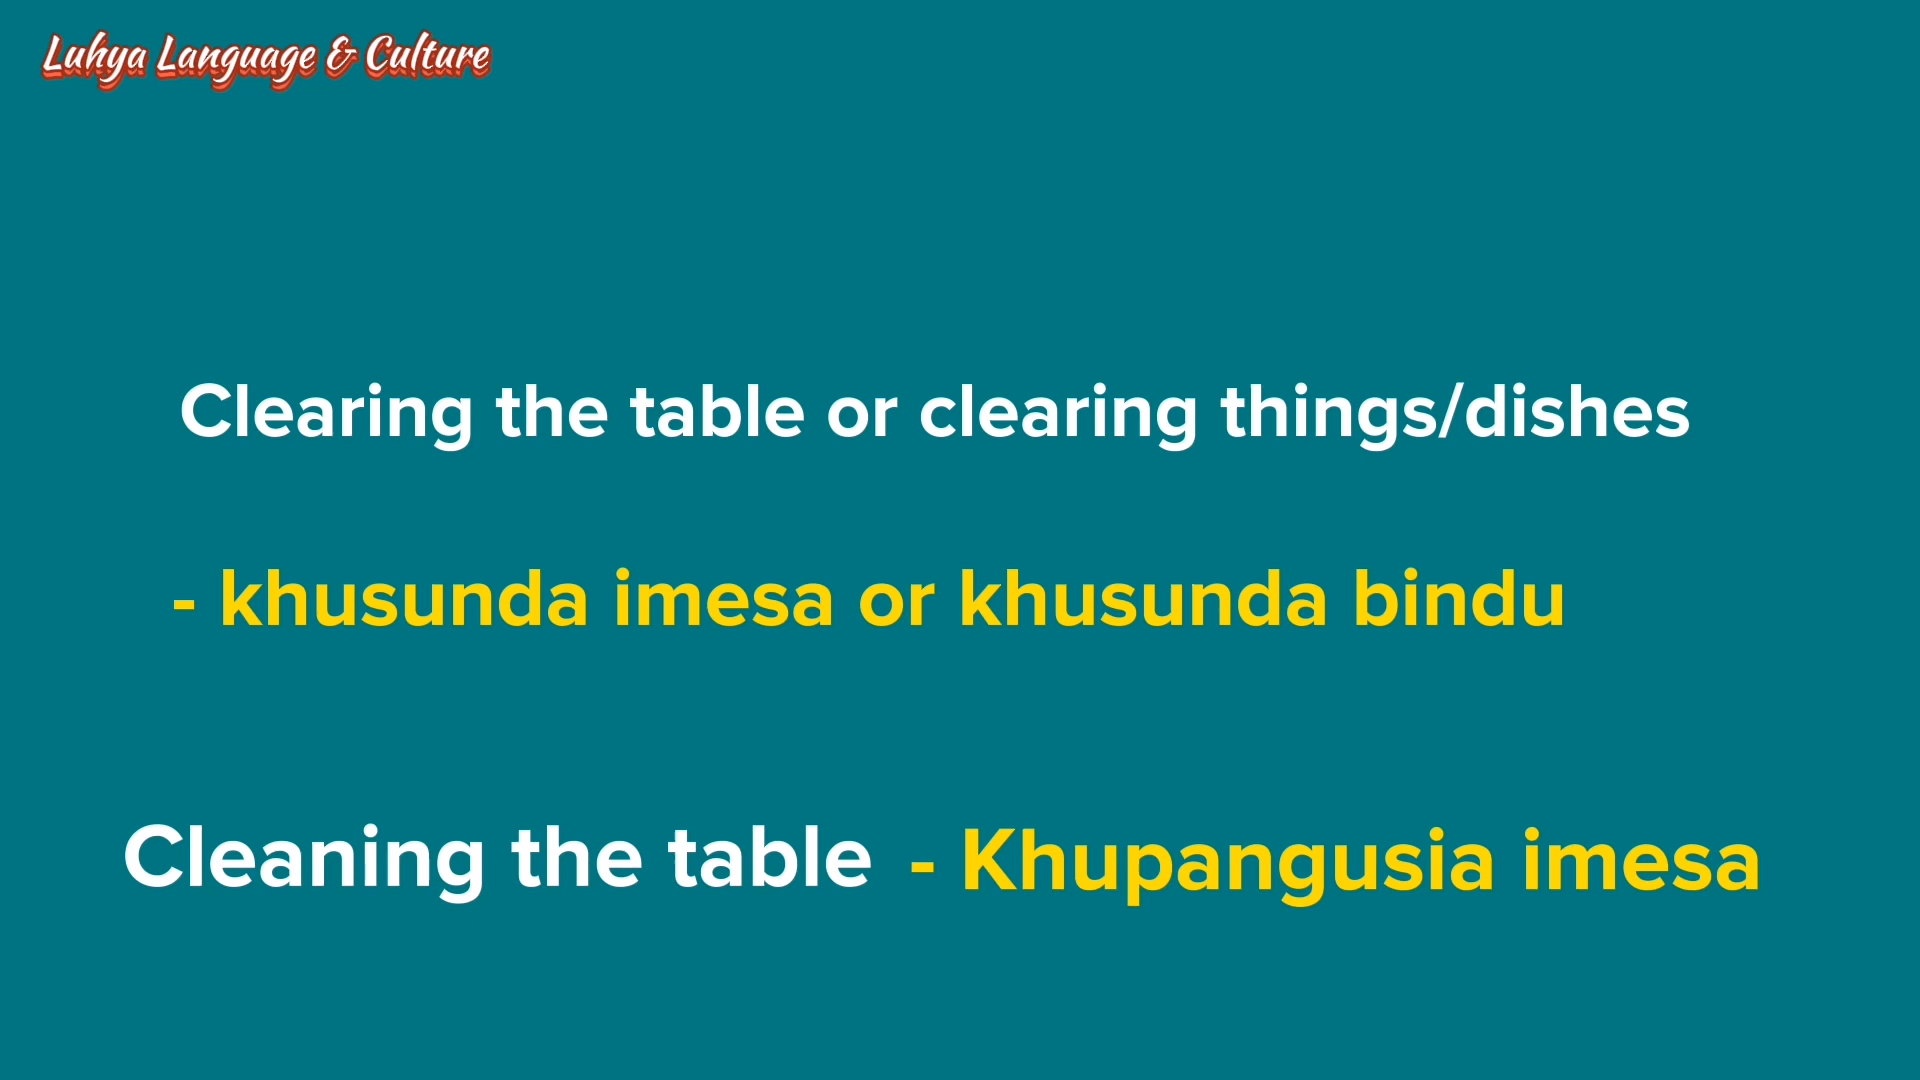 Luhya Language & Culture
Clearing the table or clearing things/dishes
- khusunda imesa or khusunda bindu
Cleaning the table - Khupangusia imesa